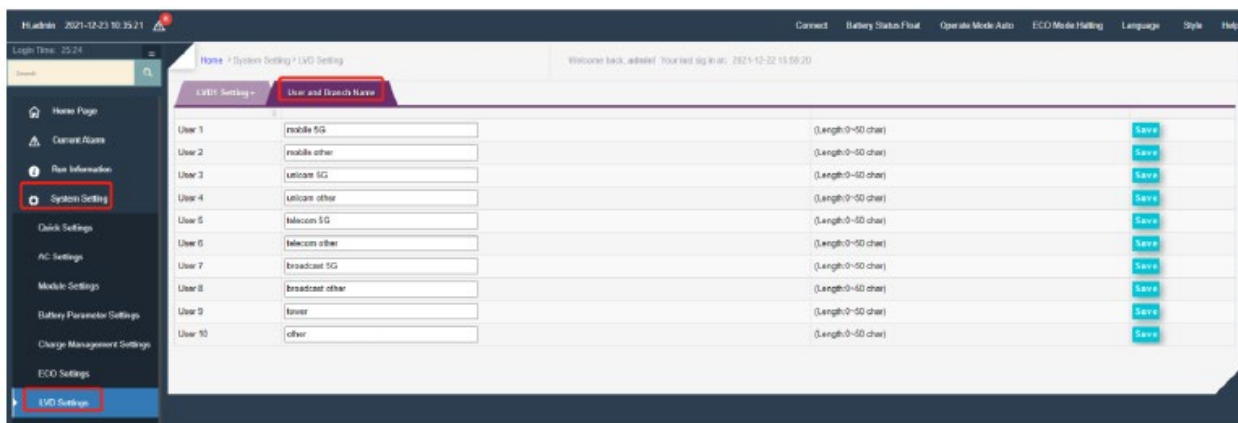 Hi,admin 2021-12-23 10:35:21
Connect Battery Status:Float Operate Mode:Auto ECO Mode:Halting Language Style Help
Login Time: 25:24
Home > System Setting > LVD Setting
Welcome back, admin! Your last sig in at: 2021-12-22 15:58:20
Search
LVD1 Setting User and Branch Name
Home Page
Current Alarm
Run Information
System Setting
Quick Settings
AC Settings
Module Settings
Battery Parameter Settings
Charge Management Settings
ECO Settings
LVD Settings
User 1 mobile 5G (Length:0~50 char) Save
User 2 mobile other (Length:0~50 char) Save
User 3 unicom 5G (Length:0~50 char) Save
User 4 unicom other (Length:0~50 char) Save
User 5 telecom 5G (Length:0~50 char) Save
User 6 telecom other (Length:0~50 char) Save
User 7 broadcast 5G (Length:0~50 char) Save
User 8 broadcast other (Length:0~50 char) Save
User 9 tower (Length:0~50 char) Save
User 10 other (Length:0~50 char) Save